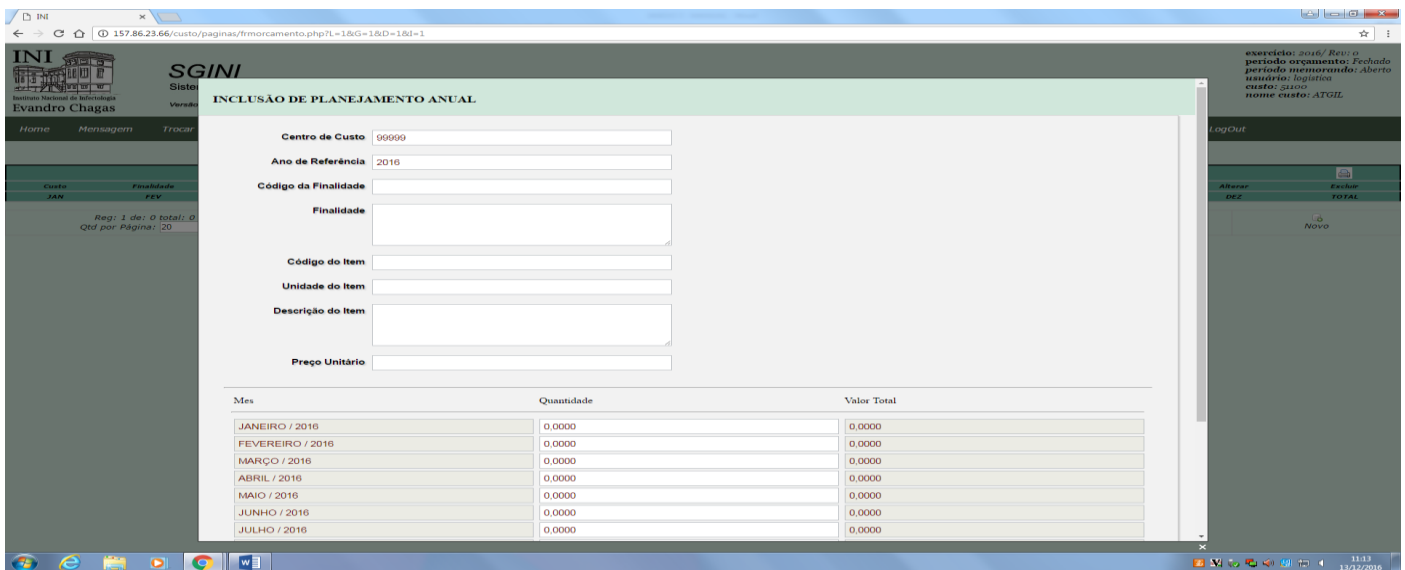 INI
157.86.23.66/custo/paginas/frmorcamento.php?L=1&G=1&D=1&I=1
INI
Instituto Nacional de Infectologia
Evandro Chagas
SGINI
Siste
Versão
exercício: 2016/ Rev: 0
período orçamento: Fechado
período memorando: Aberto
usuário: logistica
custo: 51100
nome custo: ATGIL
Home Mensagem Trocar
LogOut
INCLUSÃO DE PLANEJAMENTO ANUAL
Centro de Custo 99999
Ano de Referência 2016
Código da Finalidade
Finalidade
Código do Item
Unidade do Item
Descrição do Item
Preço Unitário
Custo Finalidade Alterar Excluir
JAN FEV DEZ TOTAL
Reg: 1 de: 0 total: 0
Qtd por Página: 20
Novo
Mes Quantidade Valor Total
JANEIRO / 2016 0,0000 0,0000
FEVEREIRO / 2016 0,0000 0,0000
MARÇO / 2016 0,0000 0,0000
ABRIL / 2016 0,0000 0,0000
MAIO / 2016 0,0000 0,0000
JUNHO / 2016 0,0000 0,0000
JULHO / 2016 0,0000 0,0000
11:13
13/12/2016